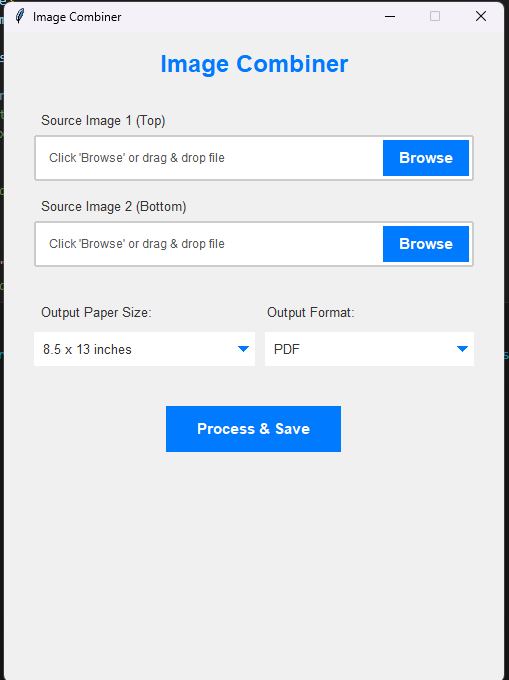 Image Combiner
Image Combiner
Source Image 1 (Top)
Click 'Browse' or drag & drop file
Browse
Source Image 2 (Bottom)
Click 'Browse' or drag & drop file
Browse
Output Paper Size: Output Format:
8.5 x 13 inches PDF
Process & Save